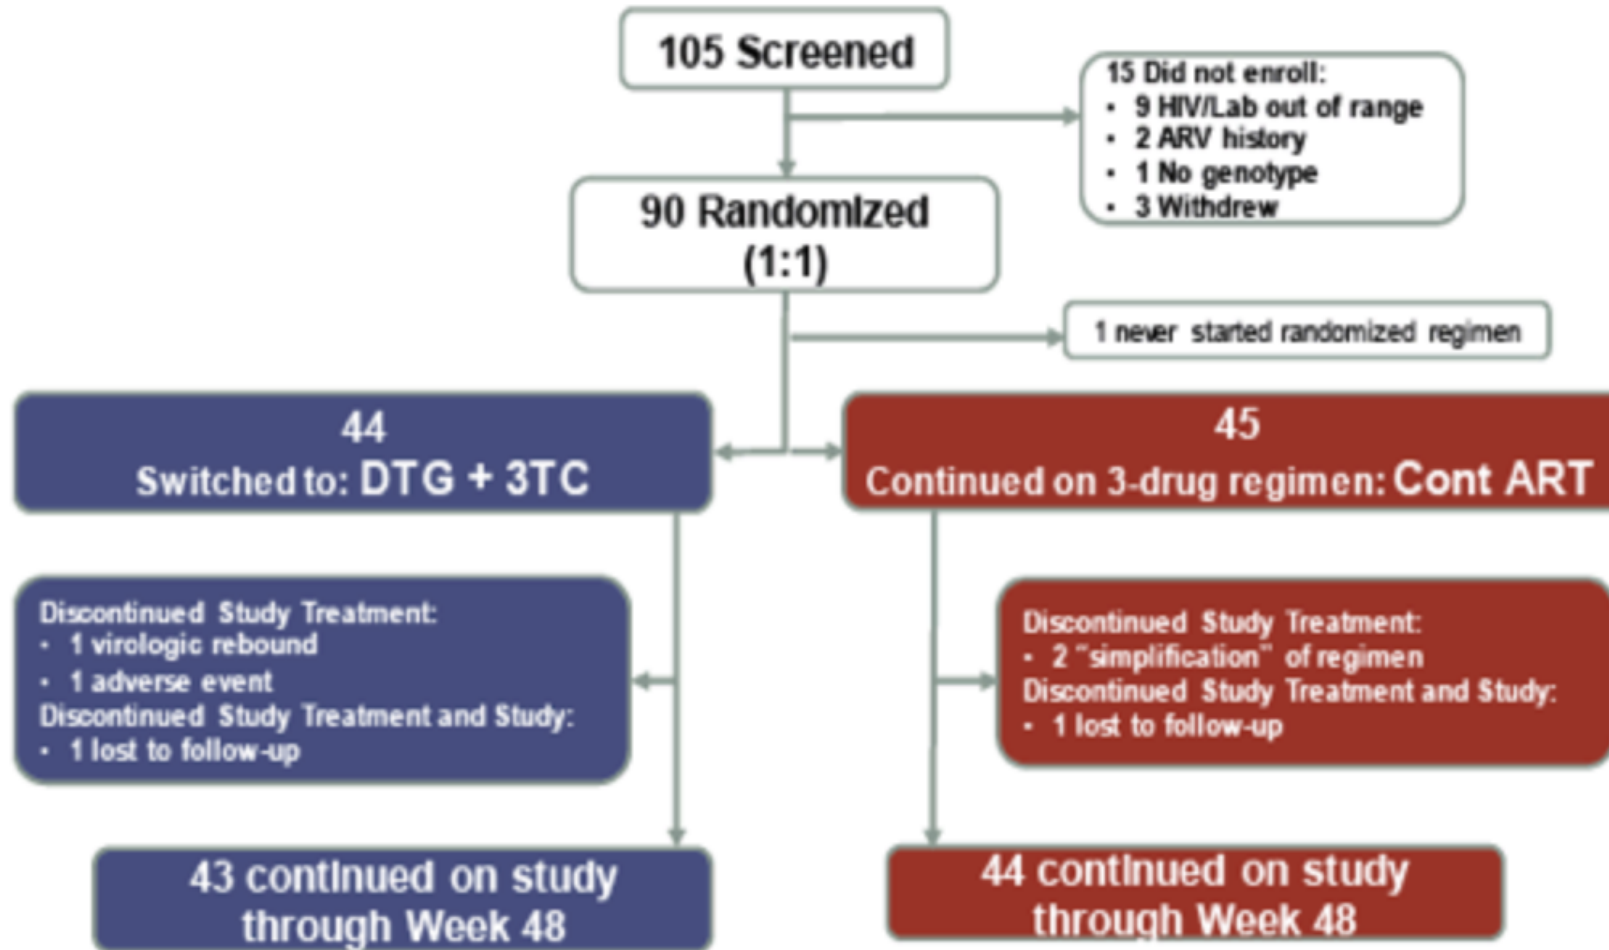 105 Screened
15 Did not enroll:
• 9 HIV/Lab out of range
• 2 ARV history
• 1 No genotype
• 3 Withdrew
90 Randomized
(1:1)
1 never started randomized regimen
44
Switched to: DTG + 3TC
45
Continued on 3-drug regimen: Cont ART
Discontinued Study Treatment:
• 1 virologic rebound
• 1 adverse event
Discontinued Study Treatment and Study:
• 1 lost to follow-up
Discontinued Study Treatment:
• 2 "simplification" of regimen
Discontinued Study Treatment and Study:
• 1 lost to follow-up
43 continued on study
through Week 48
44 continued on study
through Week 48